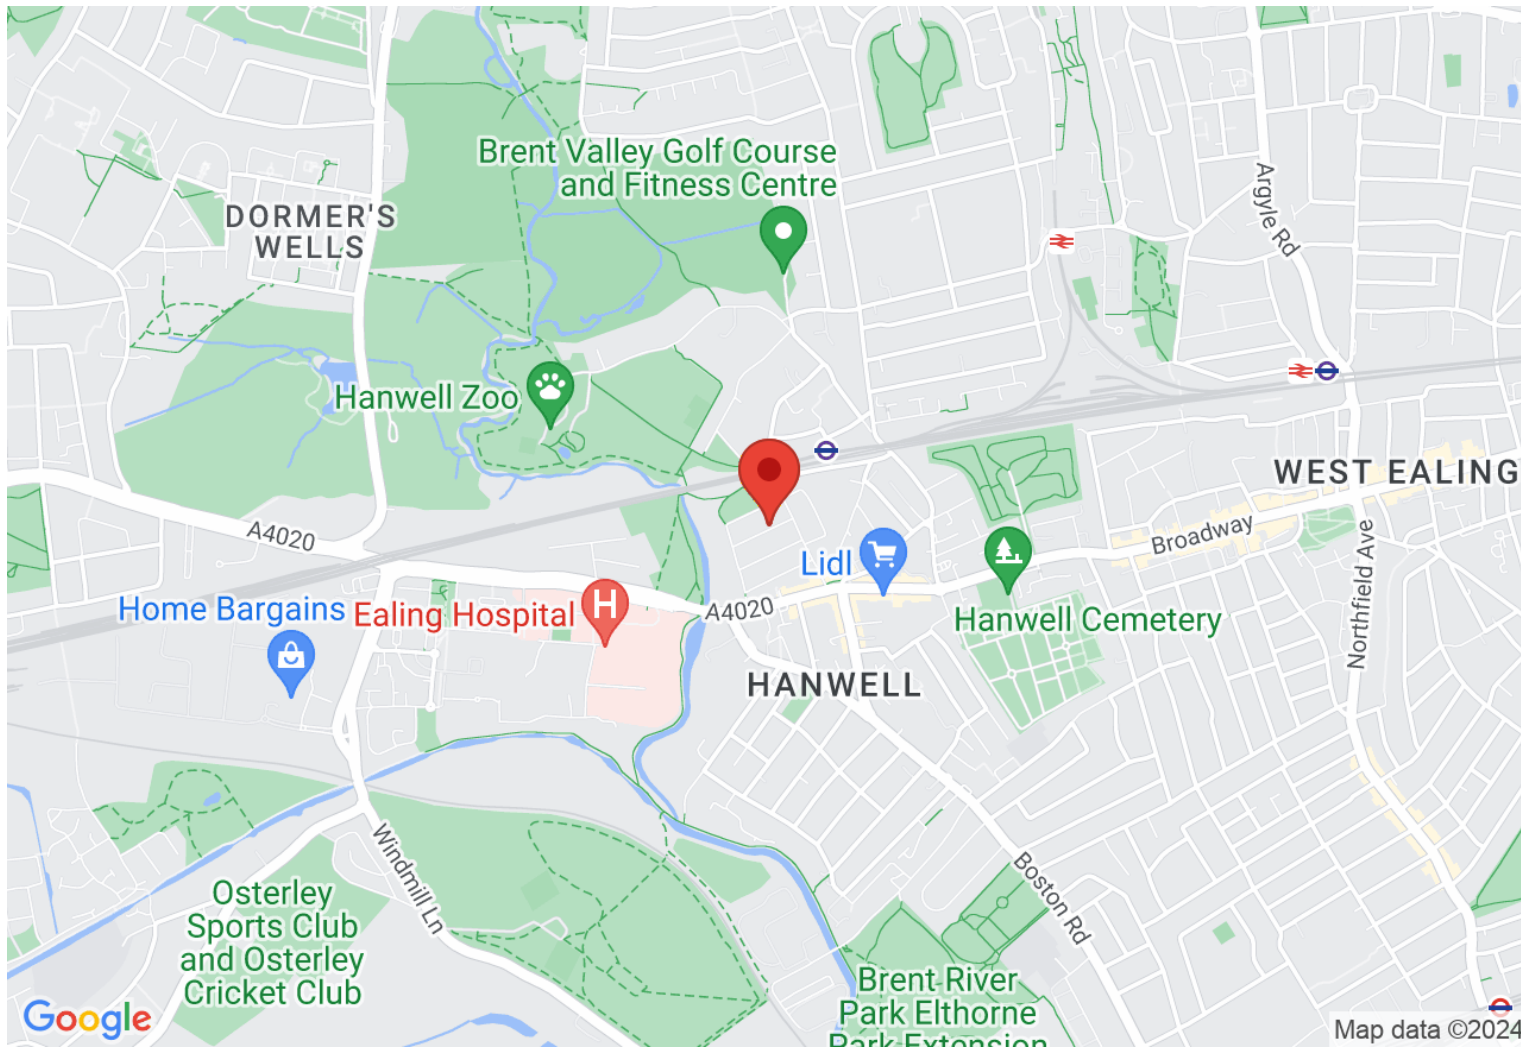 Brent Valley Golf Course
and Fitness Centre
DORMER'S
WELLS
Argyle Rd
Hanwell Zoo
WEST EALING
A4020
Broadway
Lidl
Northfield Ave
Home Bargains
Ealing Hospital
H
A4020
Hanwell Cemetery
HANWELL
Windmill Ln
Boston Rd
Osterley
Sports Club
and Osterley
Cricket Club
Brent River
Park Elthorne
Park Extension
Google
Map data ©2024